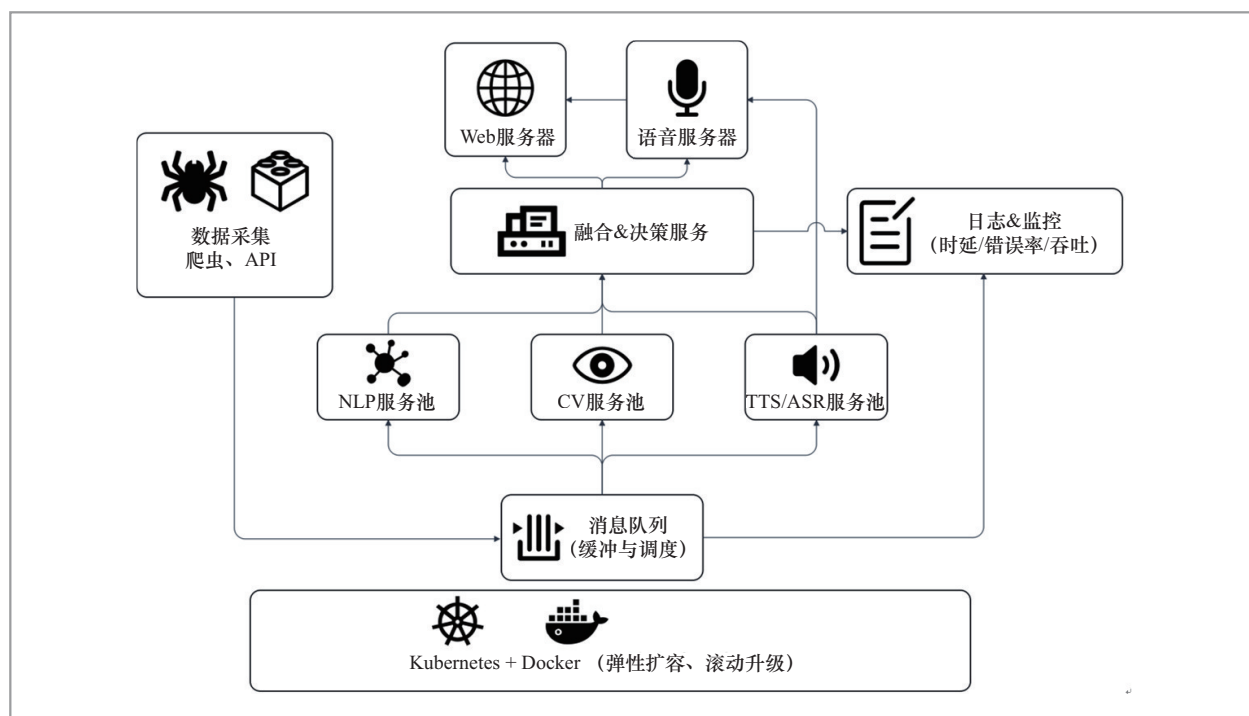 Web服务器
语音服务器
数据采集
爬虫、API
融合&决策服务
日志&监控
（时延/错误率/吞吐）
NLP服务池
CV服务池
TTS/ASR服务池
消息队列
（缓冲与调度）
Kubernetes + Docker （弹性扩容、滚动升级）